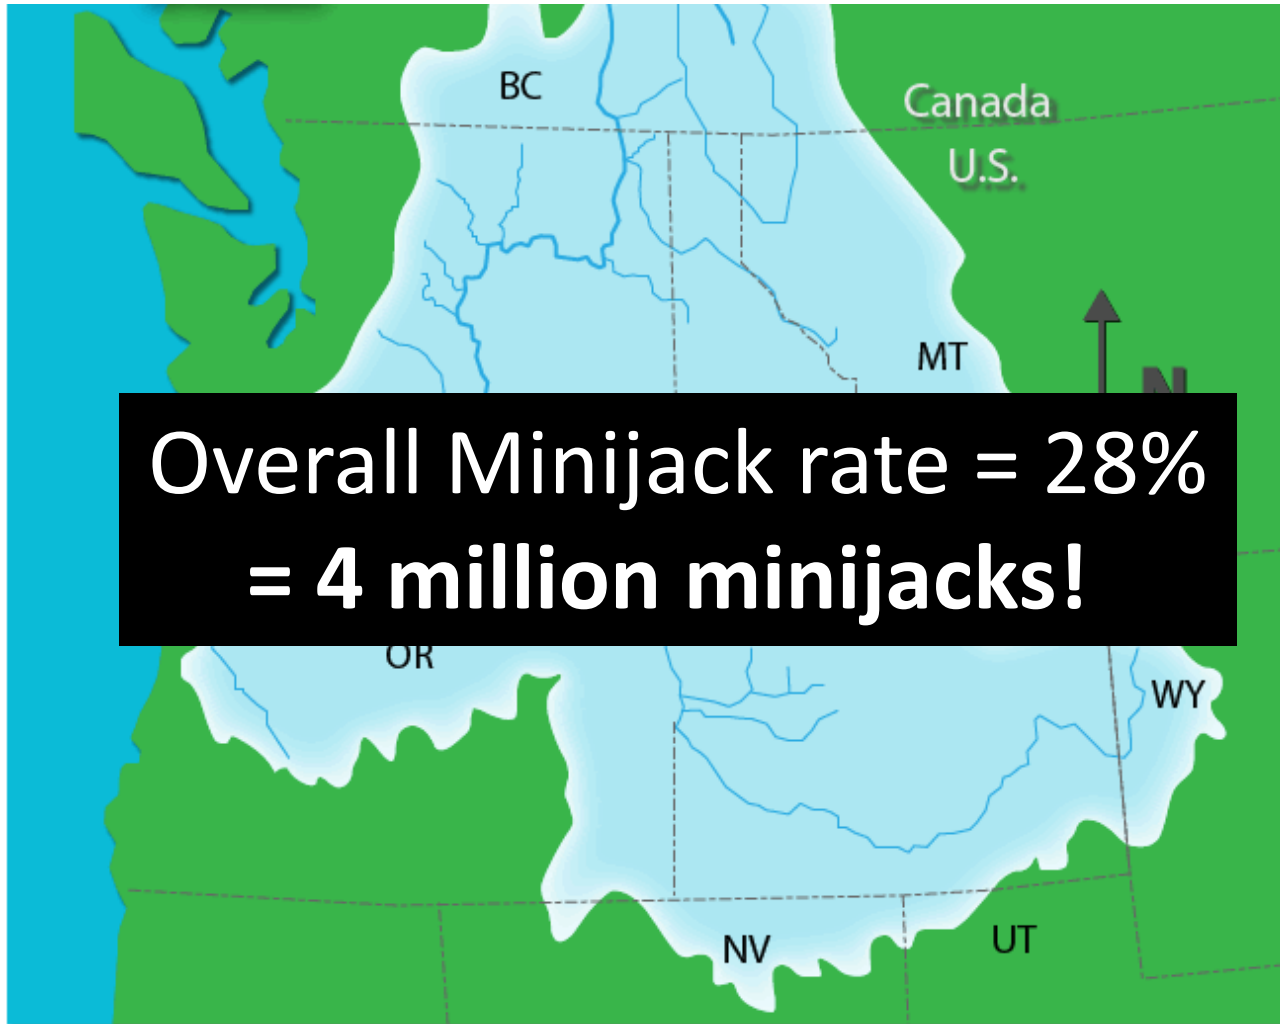 BC
Canada
U.S.
MT
N
Overall Minijack rate = 28%
= 4 million minijacks!
OR
WY
NV
UT